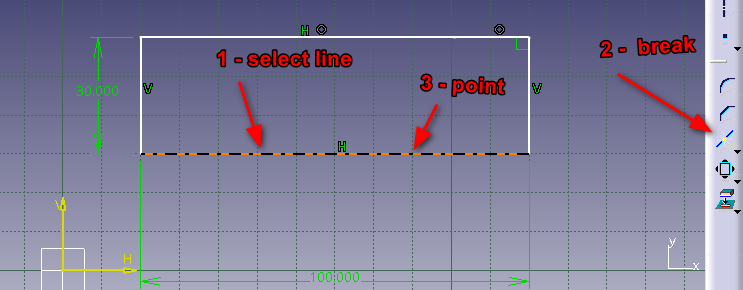 H
2 - break
1 - select line
3 - point
30.000
V
V
H
V
H
y
x
100.000